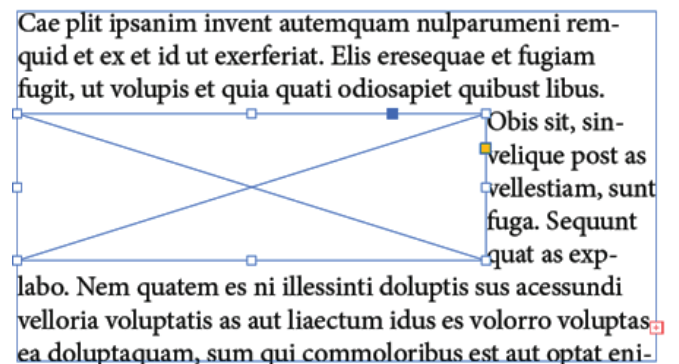 Cae plit ipsanim invent autemquam nulparumeni rem-
quid et ex et id ut exerferiat. Elis eresequae et fugiam
fugit, ut volupis et quia quati odiosapiet quibust libus.
Obis sit, sin-
velique post as
vellestiam, sunt
fuga. Sequunt
quat as exp-
labo. Nem quatem es ni illessinti doluptis sus acessundi
velloria voluptatis as aut liaectum idus es volorro voluptas
ea doluptaquam, sum qui commoloribus est aut optat eni-